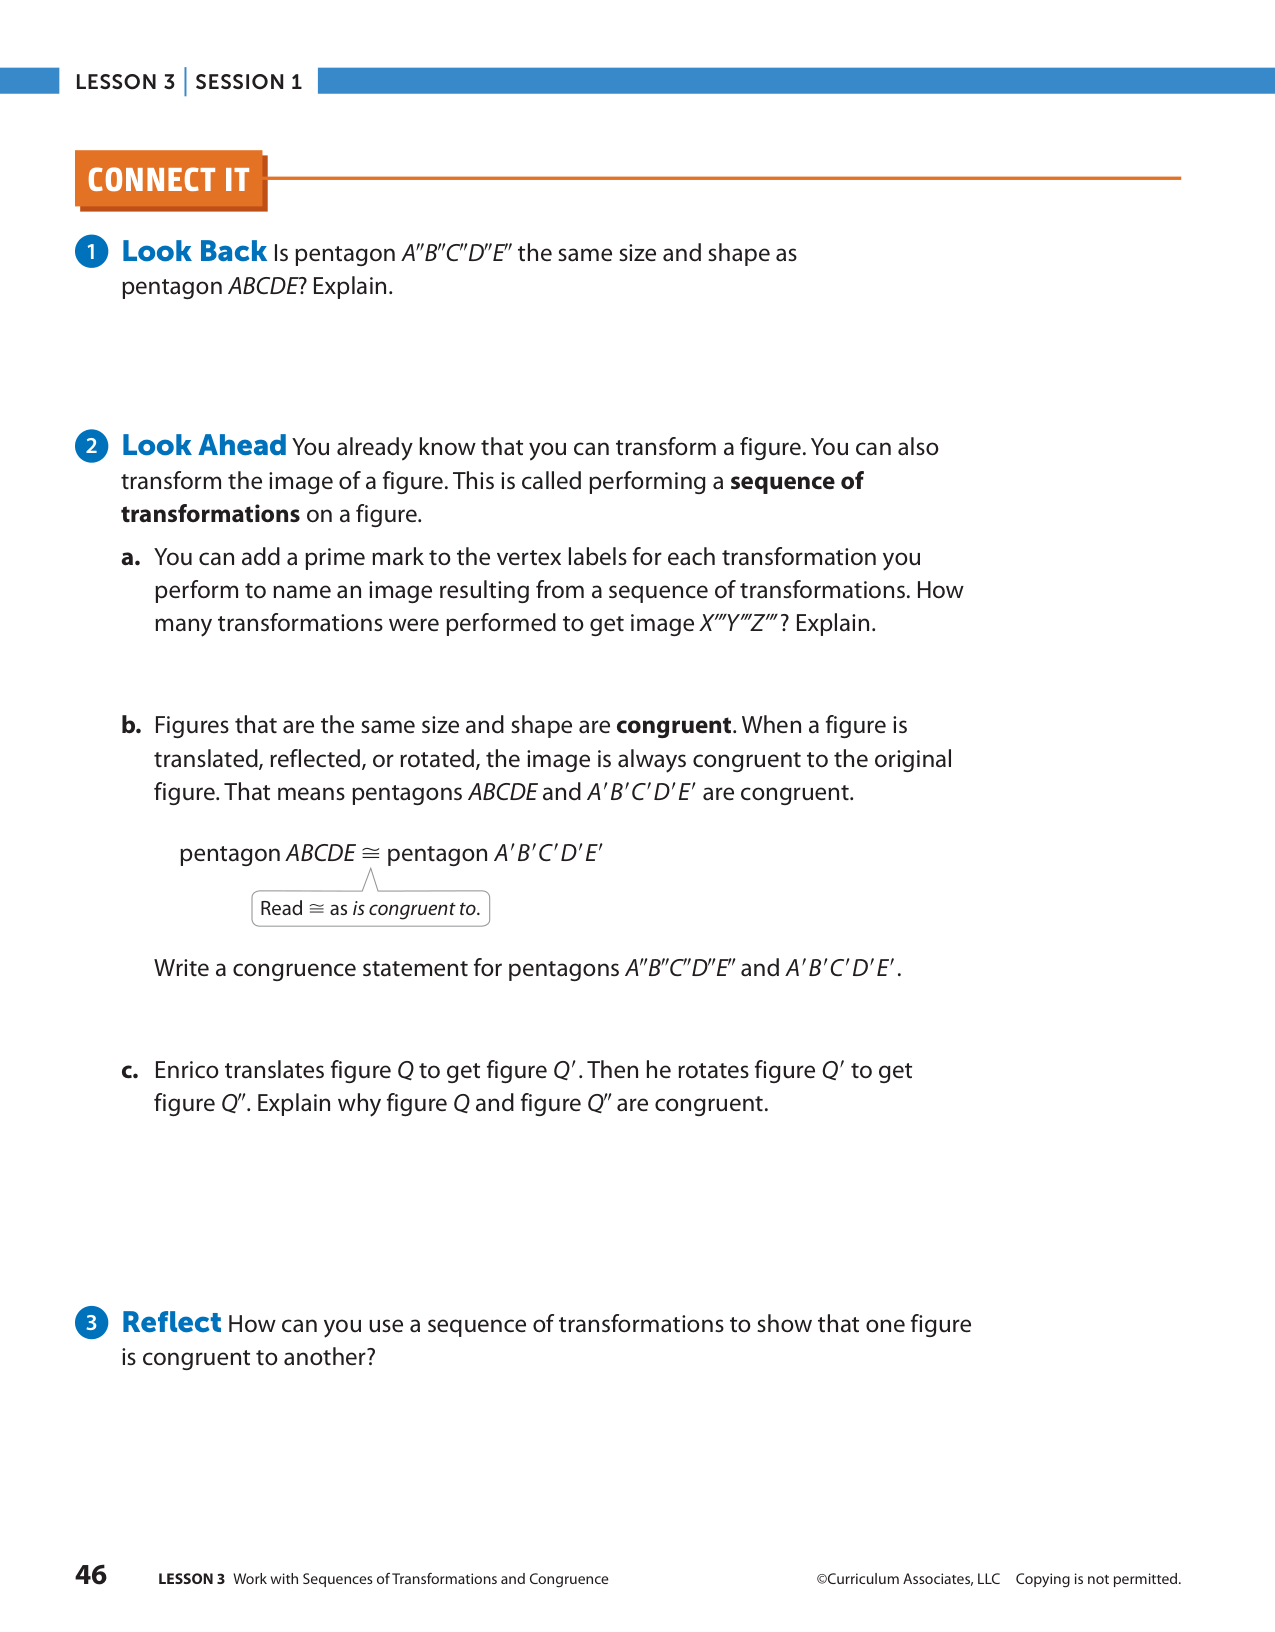 LESSON 3 | SESSION 1
CONNECT IT
1 Look Back Is pentagon A″B″C″D″E″ the same size and shape as
pentagon ABCDE? Explain.
2 Look Ahead You already know that you can transform a figure. You can also
transform the image of a figure. This is called performing a sequence of
transformations on a figure.
a. You can add a prime mark to the vertex labels for each transformation you
perform to name an image resulting from a sequence of transformations. How
many transformations were performed to get image X‴Y‴Z‴? Explain.
b. Figures that are the same size and shape are congruent. When a figure is
translated, reflected, or rotated, the image is always congruent to the original
figure. That means pentagons ABCDE and A′B′C′D′E′ are congruent.
pentagon ABCDE ≅ pentagon A′B′C′D′E′
Read ≅ as is congruent to.
Write a congruence statement for pentagons A″B″C″D″E″ and A′B′C′D′E′.
c. Enrico translates figure Q to get figure Q′. Then he rotates figure Q′ to get
figure Q″. Explain why figure Q and figure Q″ are congruent.
3 Reflect How can you use a sequence of transformations to show that one figure
is congruent to another?
46 LESSON 3 Work with Sequences of Transformations and Congruence ©Curriculum Associates, LLC Copying is not permitted.